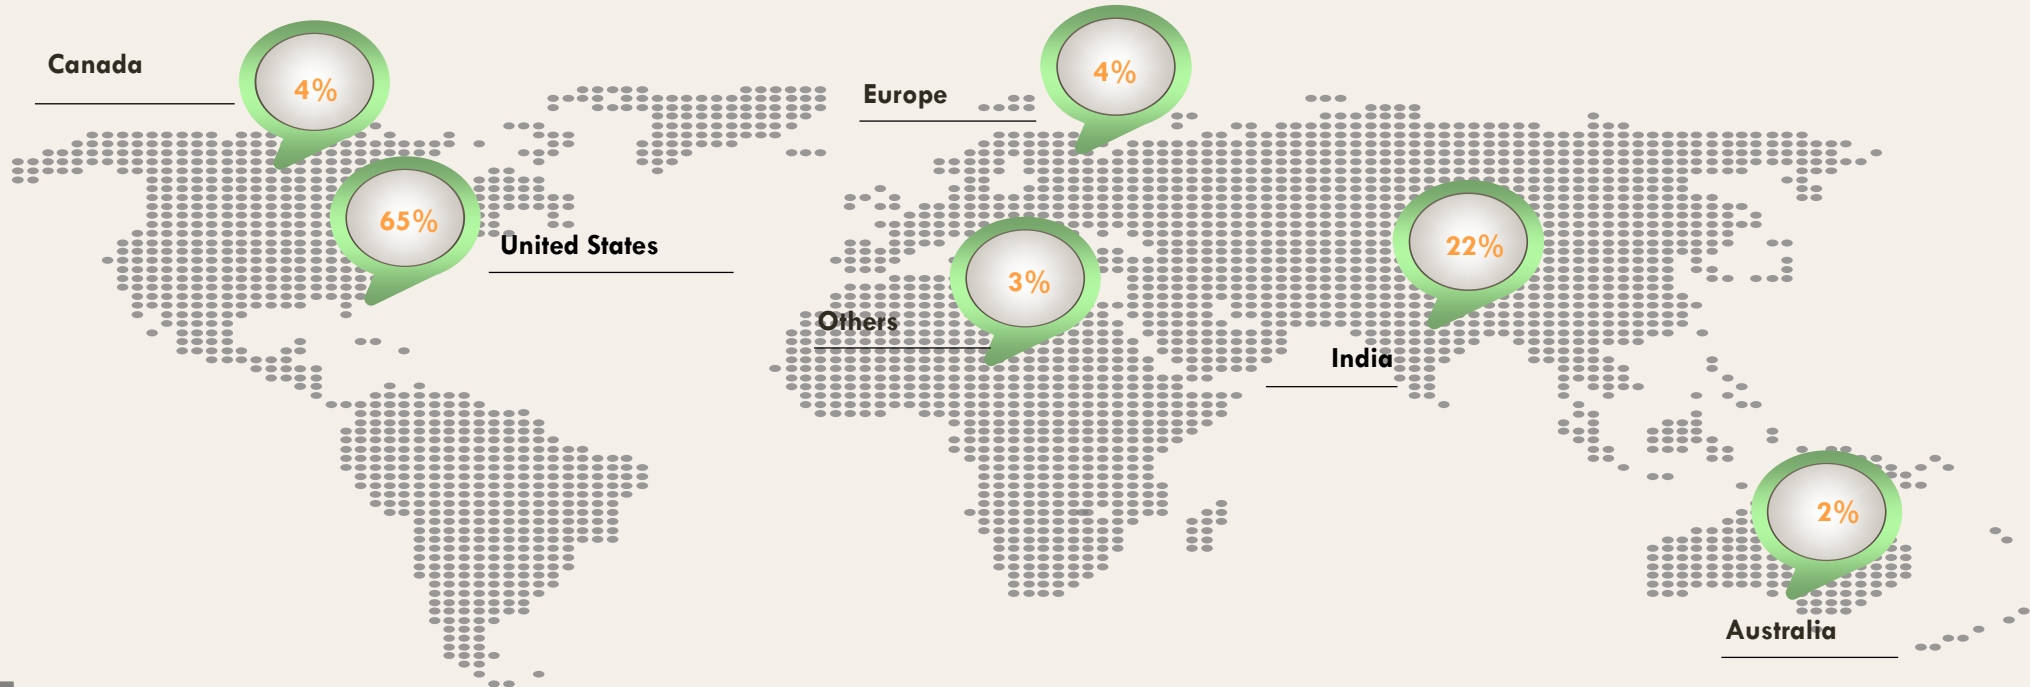 Canada
4%
65%
United States
Europe
4%
3%
Others
22%
India
2%
Australia